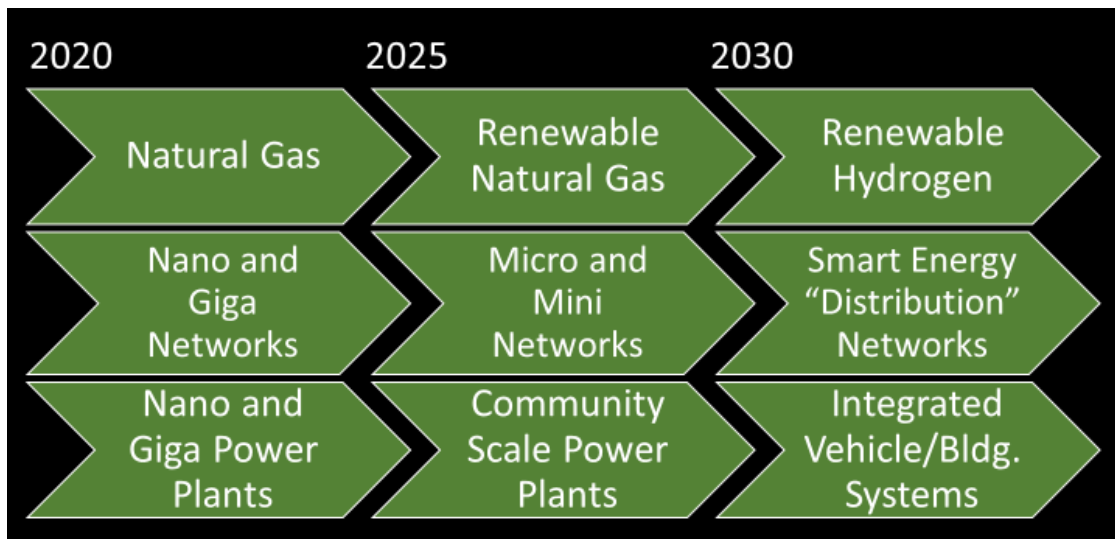 2020
2025
2030
Natural Gas
Renewable
Natural Gas
Renewable
Hydrogen
Nano and
Giga
Networks
Micro and
Mini
Networks
Smart Energy
“Distribution”
Networks
Nano and
Giga Power
Plants
Community
Scale Power
Plants
Integrated
Vehicle/Bldg.
Systems